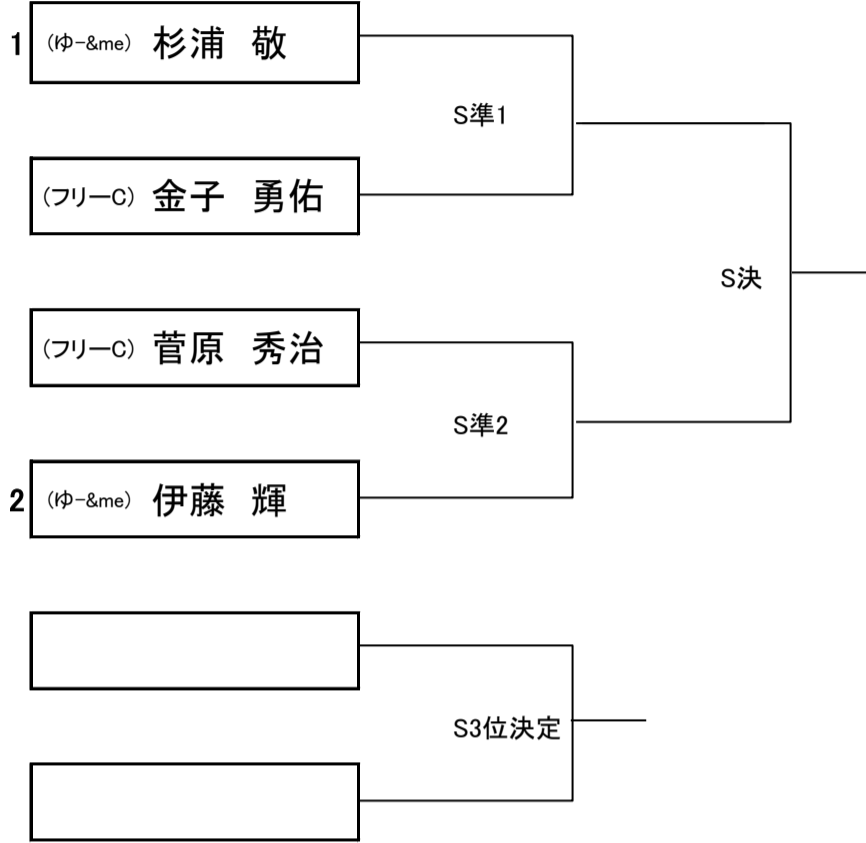 1 (ゆ-&me) 杉浦　敬
S準1
(フリーC) 金子　勇佑
S決
(フリーC) 菅原　秀治
S準2
2 (ゆ-&me) 伊藤　輝
S3位決定